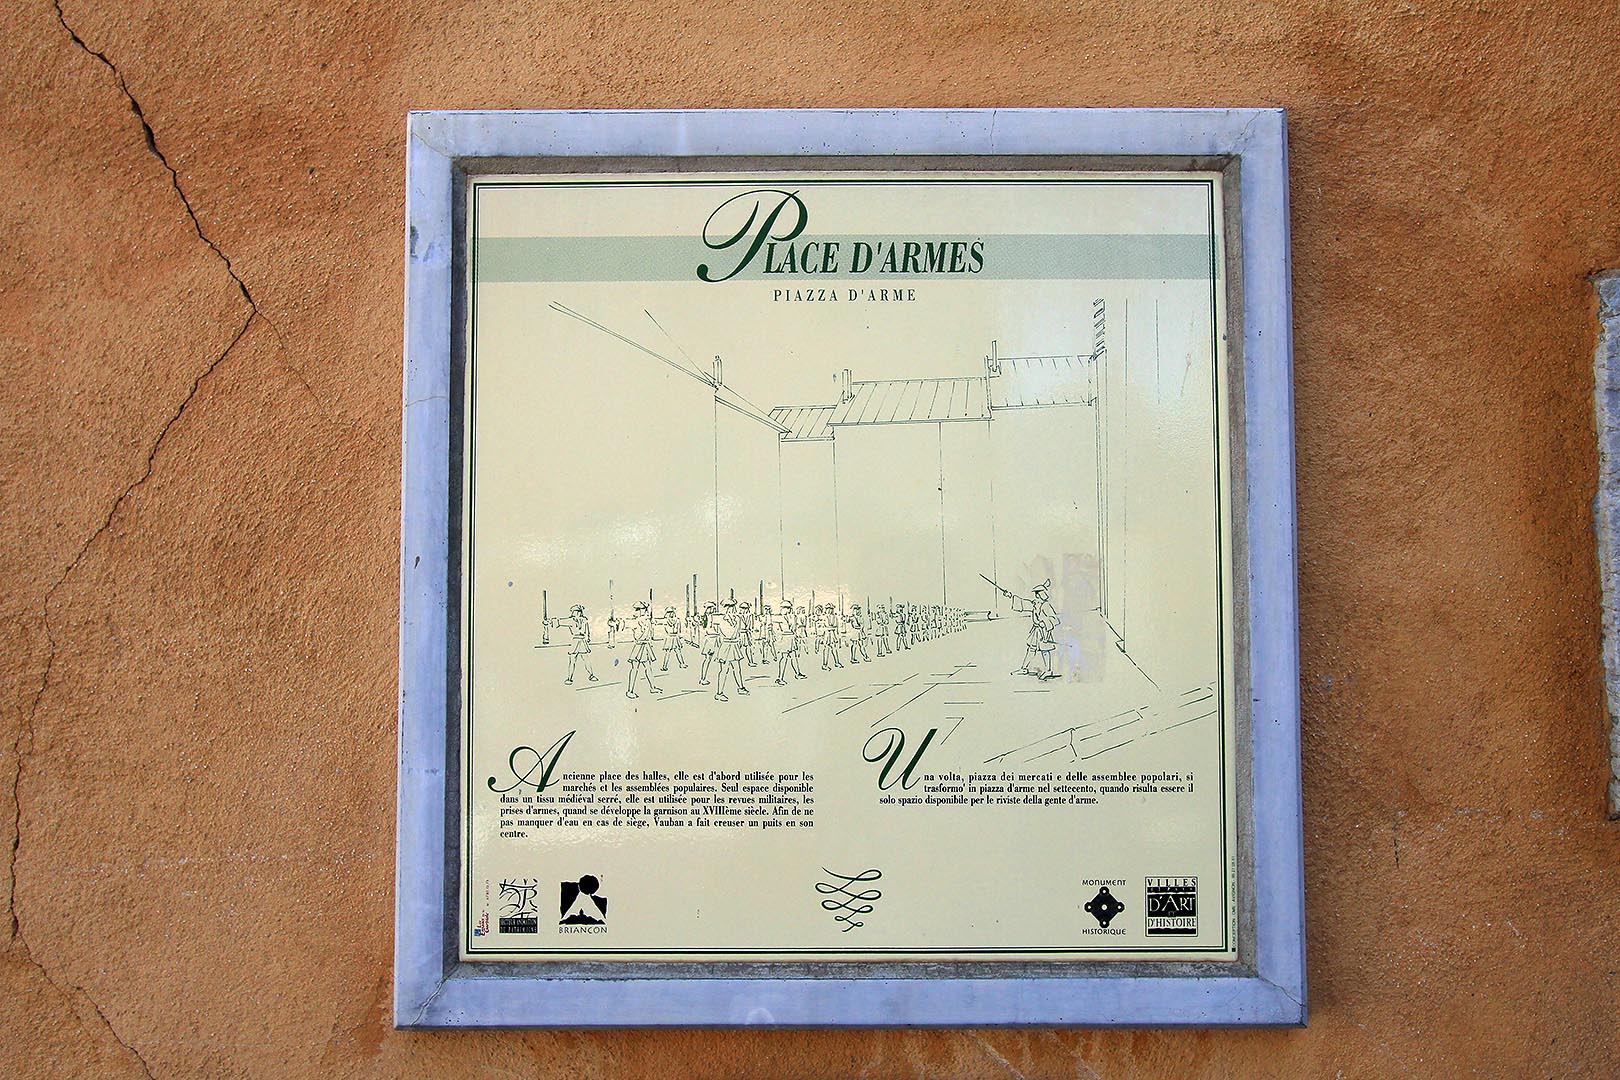 PLACE D'ARMES
PIAZZA D'ARME
Ancienne place des halles, elle est d'abord utilisée pour les
marchés et les assemblées populaires. Seul espace disponible
dans un tissu médiéval serré, elle est utilisée pour les revues militaires, les
prises d'armes, quand se développe la garnison au XVIIIème siècle. Afin de ne
pas manquer d'eau en cas de siège, Vauban a fait creuser un puits en son
centre.
Una volta, piazza dei mercati e delle assemblee popolari, si
trasformo' in piazza d'arme nel settecento, quando risulta essere il
solo spazio disponibile per le riviste della gente d'arme.
BRIANCON
MONUMENT
HISTORIQUE
VILLES
D'ART
ET
D'HISTOIRE